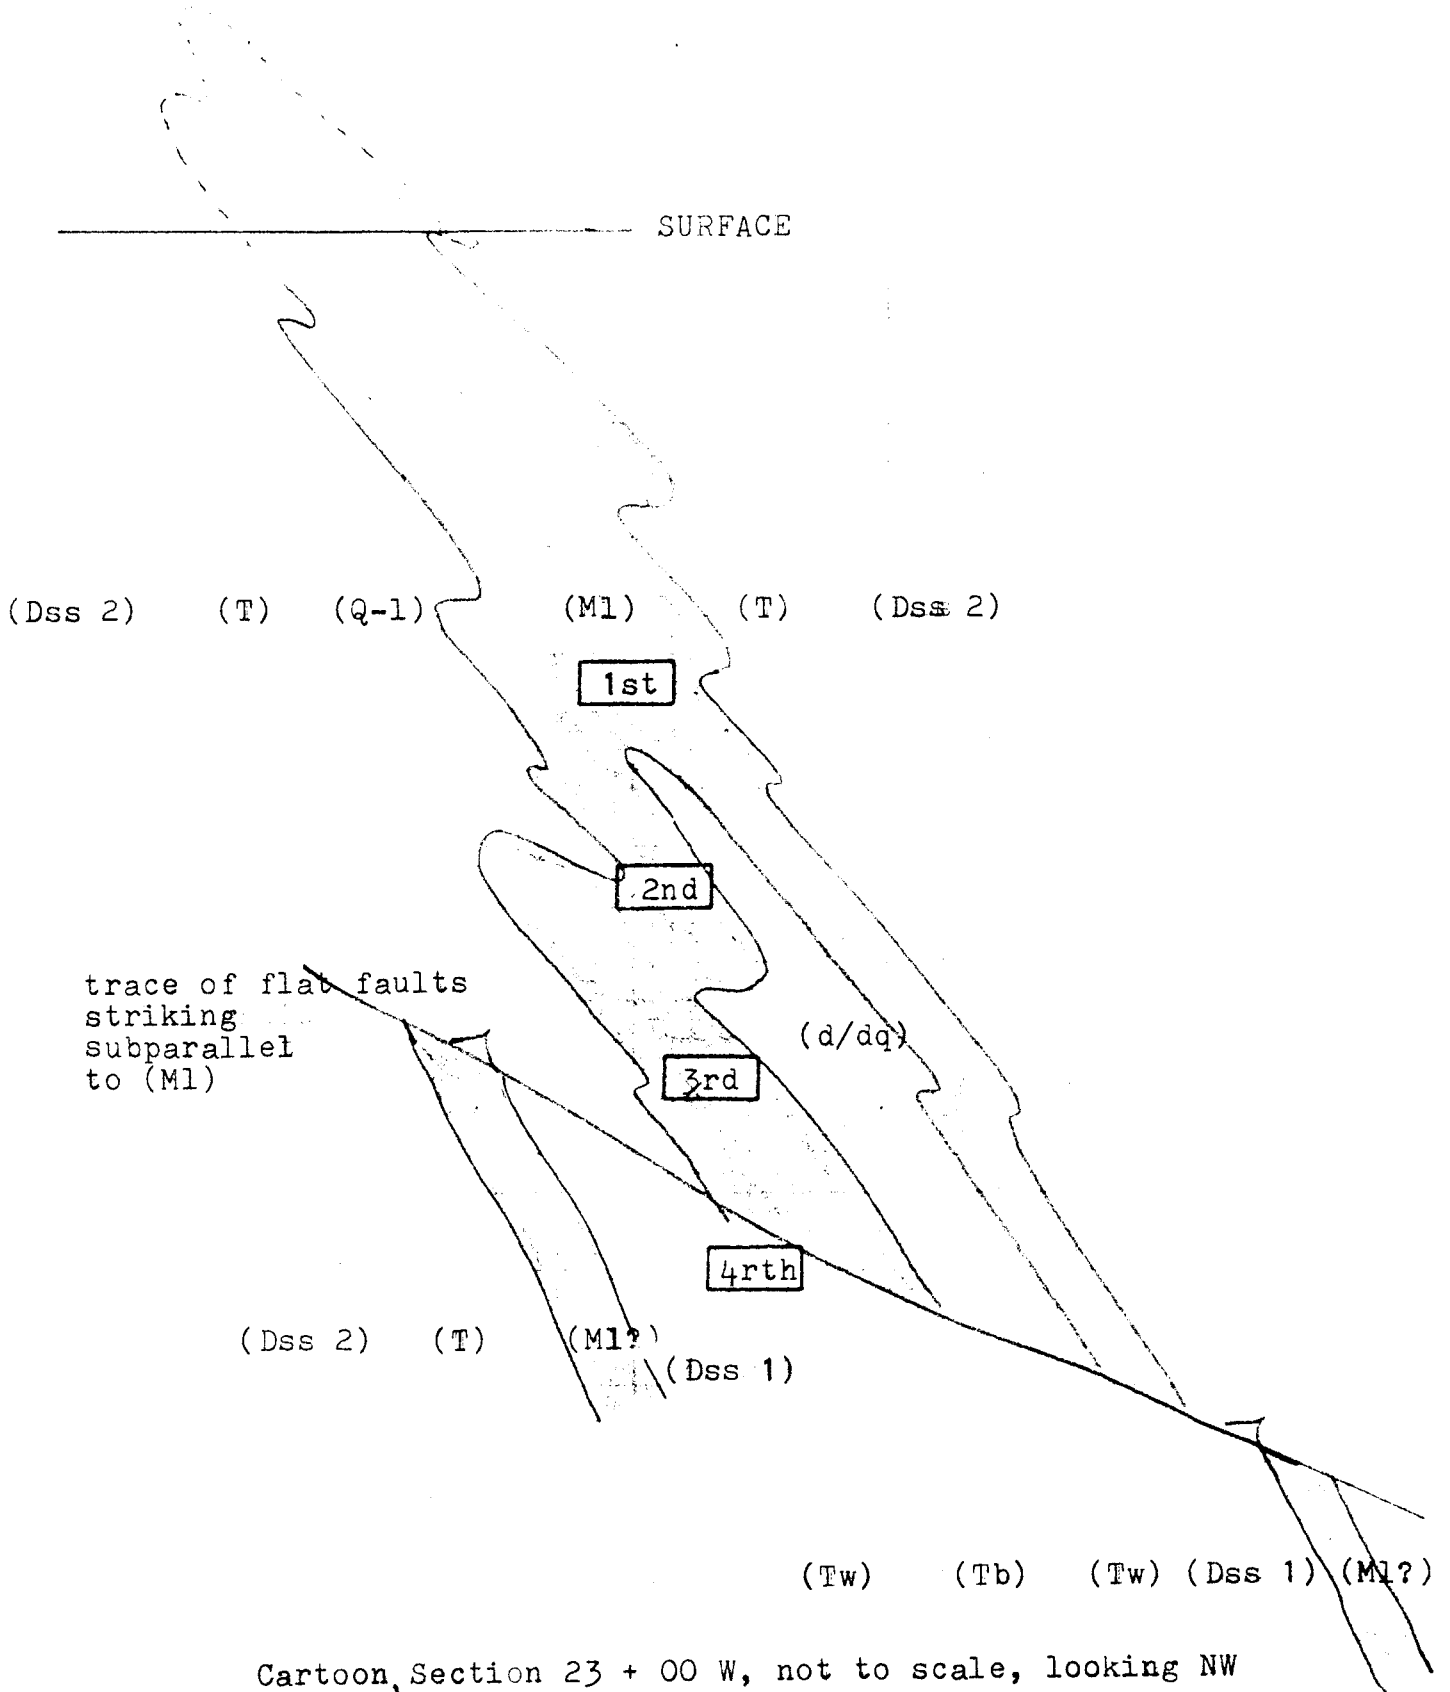 SURFACE
(Dss 2) (T) (Q-1) (Ml) (T) (Dss 2)
1st
2nd
trace of flat faults
striking
subparallel
to (Ml)
(d/dq)
3rd
4rth
(Dss 2) (T) (Ml?)
(Dss 1)
(Tw) (Tb) (Tw) (Dss 1) (Ml?)
Cartoon, Section 23 + 00 W, not to scale, looking NW